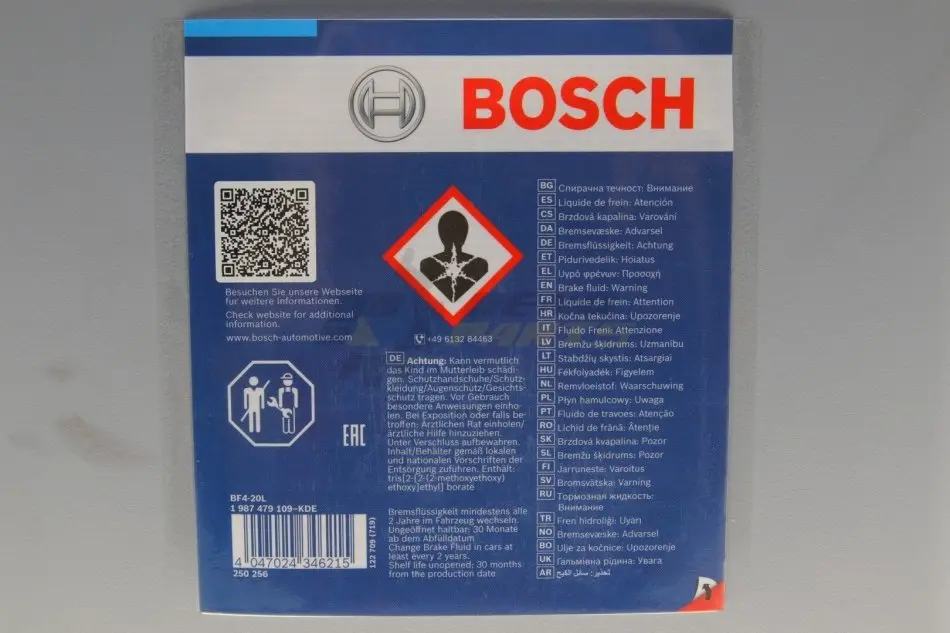 BOSCH
Besuchen Sie unsere Webseite
fur weitere Informationen.
Check website for additional
information.
www.bosch-automotive.com
EAC
BF4-20L
1 987 479 109-KDE
4 047024 346215
250 256
122 709 (719)
+49 6132 84463
DE Achtung: Kann vermutlich
das Kind im Mutterleib schädi-
gen. Schutzhandschuhe/Schutz-
kleidung/Augenschutz/Gesichts-
schutz tragen. Vor Gebrauch
besondere Anweisungen einho-
len. Bei Exposition oder falls be-
troffen: Ärztlichen Rat einholen/
ärztliche Hilfe hinzuziehen.
Unter Verschluss aufbewahren.
Inhalt/Behälter gemäß lokalen
und nationalen Vorschriften der
Entsorgung zuführen. Enthält:
tris[2-[2-(2-methoxyethoxy)
ethoxy]ethyl] borate
Bremsflüssigkeit mindestens alle
2 Jahre im Fahrzeug wechseln.
Ungeöffnet haltbar: 30 Monate
ab dem Abfülldatum
Change Brake Fluid in cars at
least every 2 years.
Shelf life unopened: 30 months
from the production date
BG Спирачна течност: Внимание
ES Liquide de frein: Atención
CS Brzdová kapalina: Varování
DA Bremsevæske: Advarsel
DE Bremsflüssigkeit: Achtung
ET Pidurivedelik: Hoiatus
EL Υγρό φρένων: Προσοχή
EN Brake fluid: Warning
FR Liquide de frein: Attention
HR Kočna tekućina: Upozorenje
IT Fluido Freni: Attenzione
LV Bremžu šķidrums: Uzmanību
LT Stabdžių skystis: Atsargiai
HU Fékfolyadék: Figyelem
NL Remvloeistof: Waarschuwing
PL Płyn hamulcowy: Uwaga
PT Fluido de travoes: Atenção
RO Lichid de frână: Atenție
SK Brzdová kvapalina: Pozor
SL Bremžu šķidrums: Pozor
FI Jarruneste: Varoitus
SV Bromsvätska: Varning
RU Тормозная жидкость:
Внимание
TR Fren hidroliği: Uyarı
NO Bremsevæske: Advarsel
BO Ulje za kočnice: Upozorenje
UK Гальмівна рідина: Увага
AR تحذير: سائل الكبح